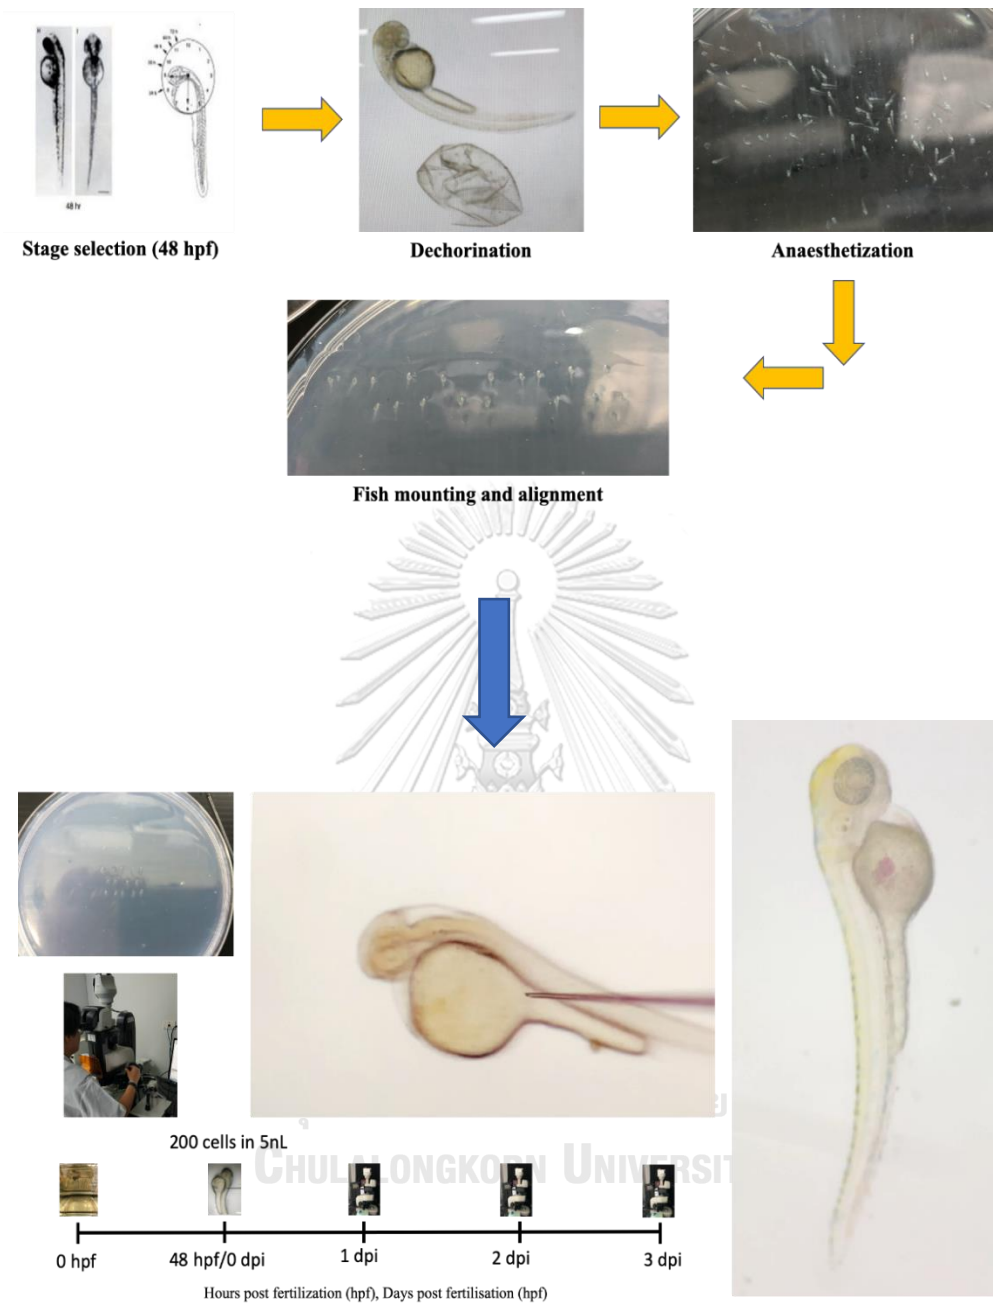 48 hr
Stage selection (48 hpf)
Dechorination
Anaesthetization
Fish mounting and alignment
CHULALONGKORN UNIVERSIT
200 cells in 5nL
0 hpf
48 hpf/0 dpi
1 dpi
2 dpi
3 dpi
Hours post fertilization (hpf), Days post fertilisation (hpf)